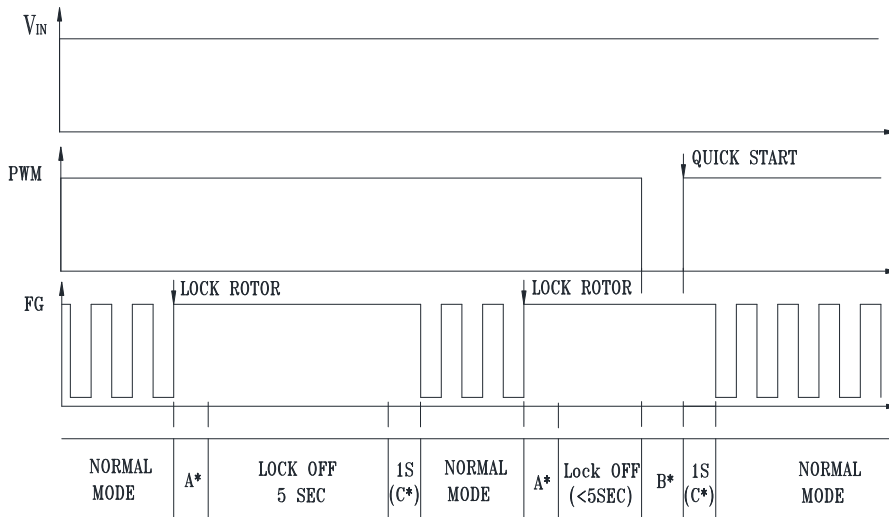 VIN
PWM
QUICK START
FG
LOCK ROTOR
LOCK ROTOR
NORMAL
MODE
A*
LOCK OFF
5 SEC
1S
(C*)
NORMAL
MODE
A*
Lock OFF
(<5SEC)
B*
1S
(C*)
NORMAL
MODE